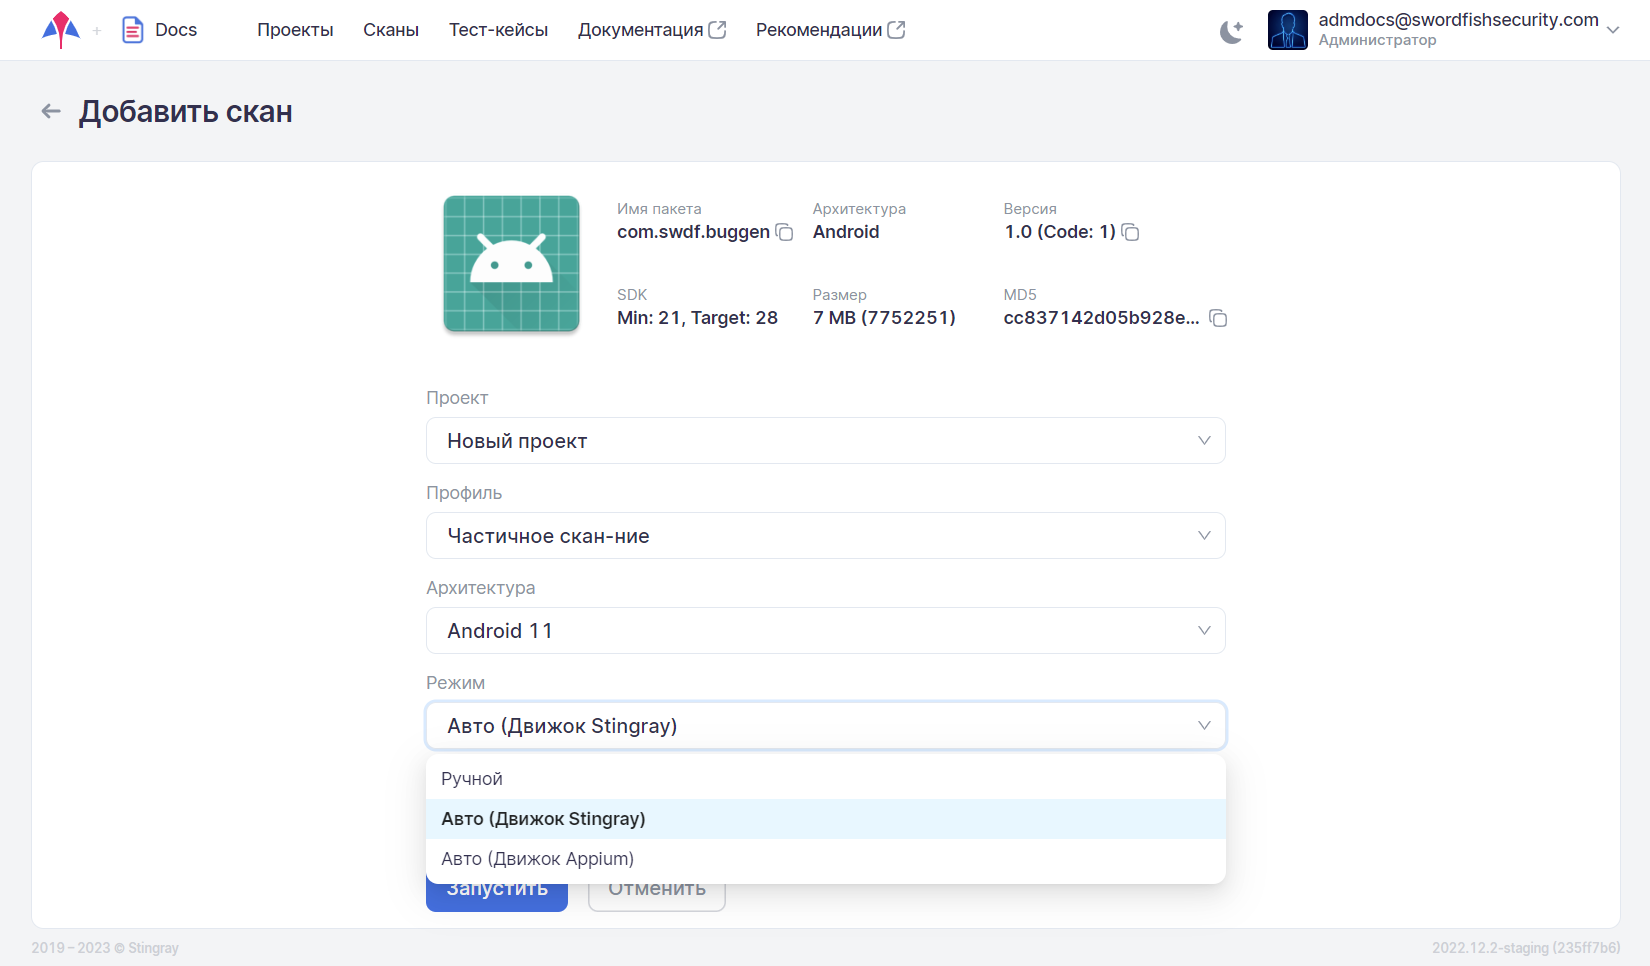 Docs
Проекты
Сканы
Тест-кейсы
Документация
Рекомендации
admdocs@swordfishsecurity.com
Администратор
Добавить скан
Имя пакета
com.swdf.buggen
Архитектура
Android
Версия
1.0 (Code: 1)
SDK
Min: 21, Target: 28
Размер
7 MB (7752251)
MD5
cc837142d05b928e...
Проект
Новый проект
Профиль
Частичное скан-ние
Архитектура
Android 11
Режим
Авто (Движок Stingray)
Ручной
Авто (Движок Stingray)
Авто (Движок Appium)
Запустить
Отменить
2019 – 2023 © Stingray
2022.12.2-staging (235ff7b6)